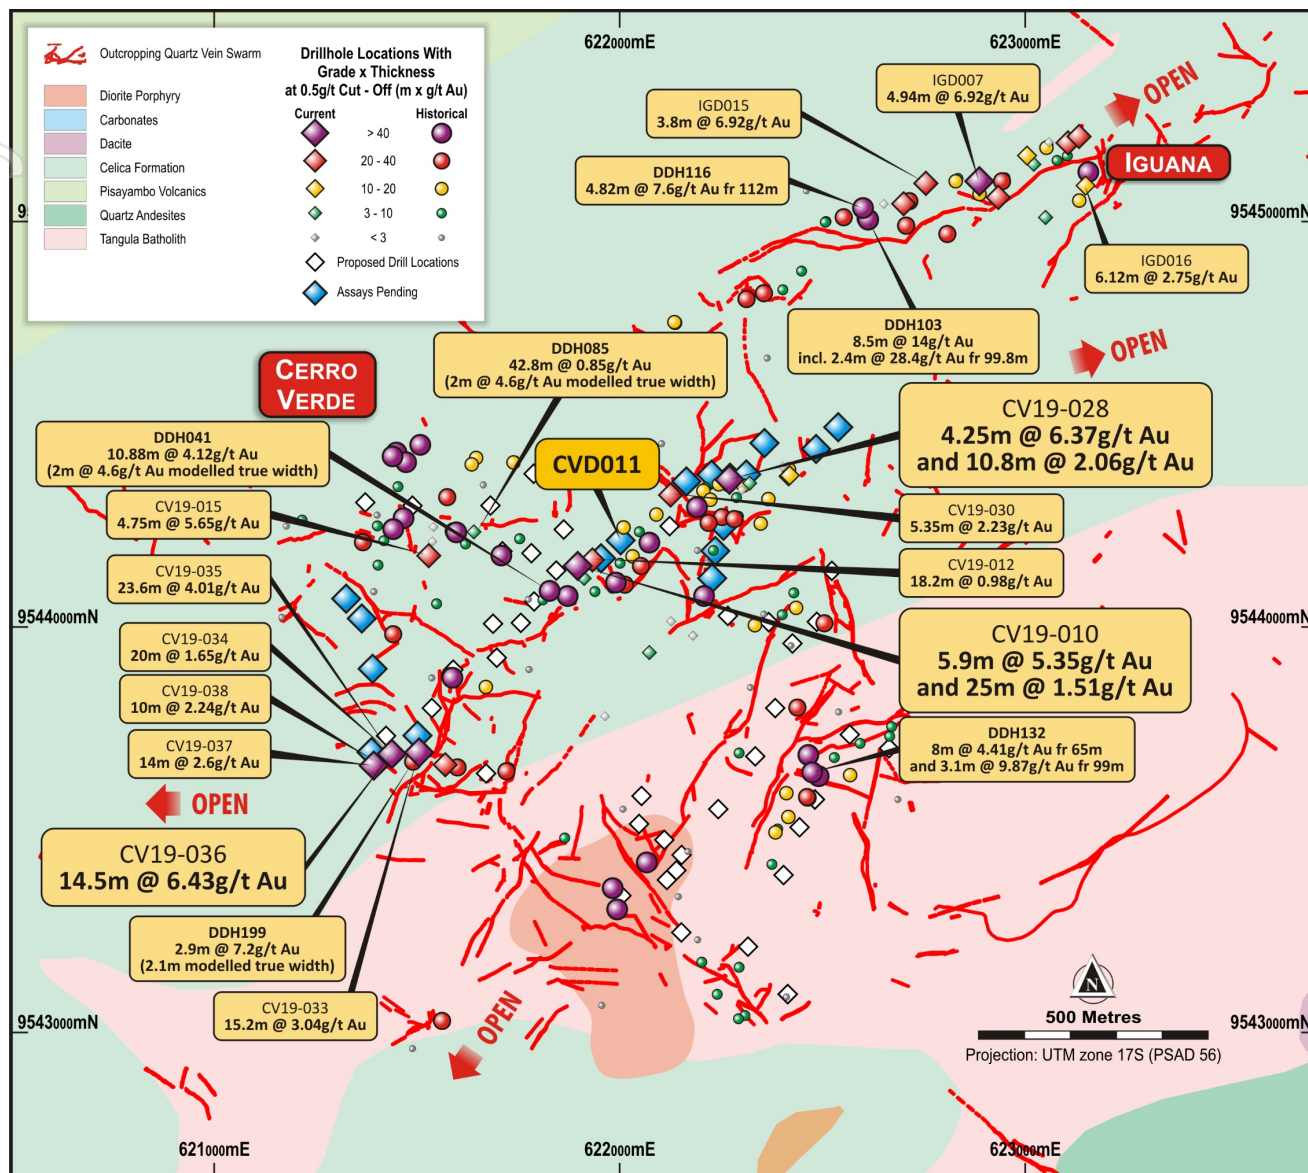 622000mE
623000mE
Outcropping Quartz Vein Swarm
Diorite Porphyry
Carbonates
Dacite
Celica Formation
Pisayambo Volcanics
Quartz Andesites
Tangula Batholith
Drillhole Locations With
Grade x Thickness
at 0.5g/t Cut - Off (m x g/t Au)
Current
Historical
> 40
20 - 40
10 - 20
3 - 10
< 3
Proposed Drill Locations
Assays Pending
IGD007
4.94m @ 6.92g/t Au
IGD015
3.8m @ 6.92g/t Au
OPEN
IGUANA
DDH116
4.82m @ 7.6g/t Au fr 112m
9545000mN
IGD016
6.12m @ 2.75g/t Au
DDH103
8.5m @ 14g/t Au
incl. 2.4m @ 28.4g/t Au fr 99.8m
OPEN
DDH085
42.8m @ 0.85g/t Au
(2m @ 4.6g/t Au modelled true width)
CERRO
VERDE
CV19-028
4.25m @ 6.37g/t Au
and 10.8m @ 2.06g/t Au
DDH041
10.88m @ 4.12g/t Au
(2m @ 4.6g/t Au modelled true width)
CVD011
CV19-015
4.75m @ 5.65g/t Au
CV19-030
5.35m @ 2.23g/t Au
CV19-035
23.6m @ 4.01g/t Au
CV19-012
18.2m @ 0.98g/t Au
9544000mN
9544000mN
CV19-034
20m @ 1.65g/t Au
CV19-010
5.9m @ 5.35g/t Au
and 25m @ 1.51g/t Au
CV19-038
10m @ 2.24g/t Au
CV19-037
14m @ 2.6g/t Au
DDH132
8m @ 4.41g/t Au fr 65m
and 3.1m @ 9.87g/t Au fr 99m
OPEN
CV19-036
14.5m @ 6.43g/t Au
DDH199
2.9m @ 7.2g/t Au
(2.1m modelled true width)
CV19-033
15.2m @ 3.04g/t Au
OPEN
N
500 Metres
Projection: UTM zone 17S (PSAD 56)
9543000mN
9543000mN
621000mE
622000mE
623000mE